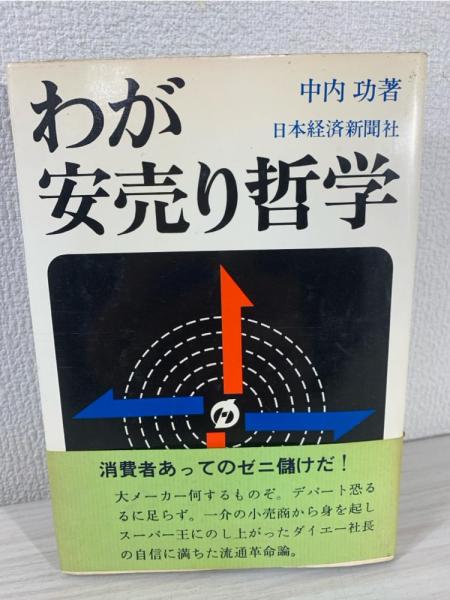 わが
安売り哲学
中内 功著
日本経済新聞社
消費者あってのゼニ儲けだ!
大メーカー何するものぞ。デパート恐る
るに足らず。一介の小売商から身を起し
スーパー王にのし上がったダイエー社長
の自信に満ちた流通革命論。